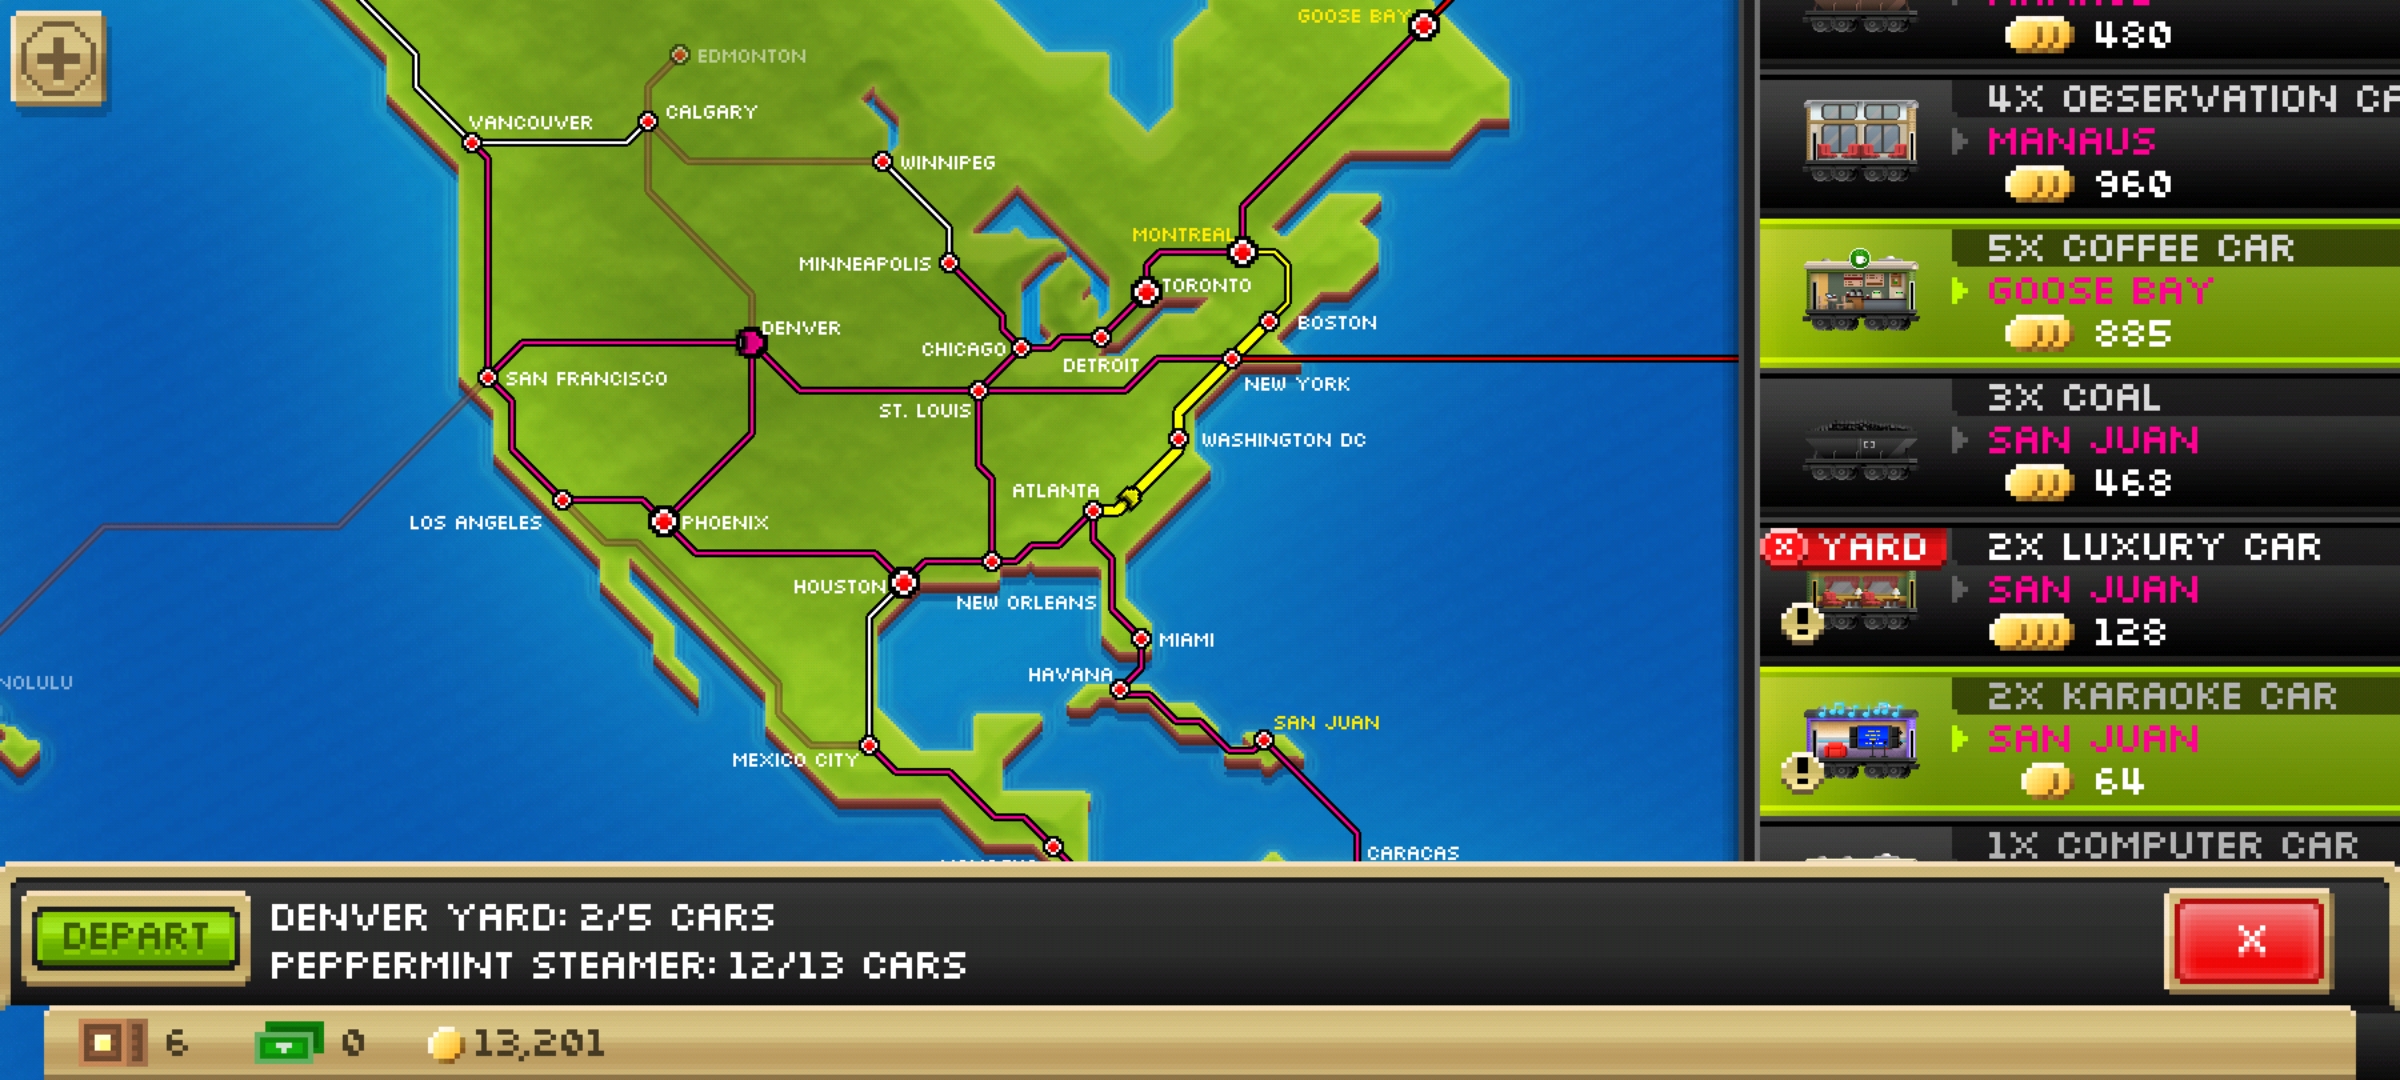 GOOSE BAY
EDMONTON
CALGARY
VANCOUVER
WINNIPEG
MONTREAL
MINNEAPOLIS
TORONTO
DENVER
BOSTON
CHICAGO
DETROIT
NEW YORK
SAN FRANCISCO
ST. LOUIS
WASHINGTON DC
ATLANTA
LOS ANGELES
PHOENIX
HOUSTON
NEW ORLEANS
MIAMI
HAVANA
NOLULU
SAN JUAN
MEXICO CITY
CARACAS
480
4X OBSERVATION CA
MANAUS
960
5X COFFEE CAR
GOOSE BAY
885
3X COAL
SAN JUAN
468
YARD
2X LUXURY CAR
SAN JUAN
128
2X KARAOKE CAR
SAN JUAN
64
1X COMPUTER CAR
DEPART
DENVER YARD: 2/5 CARS
PEPPERMINT STEAMER: 12/13 CARS
X
6
0
13,201